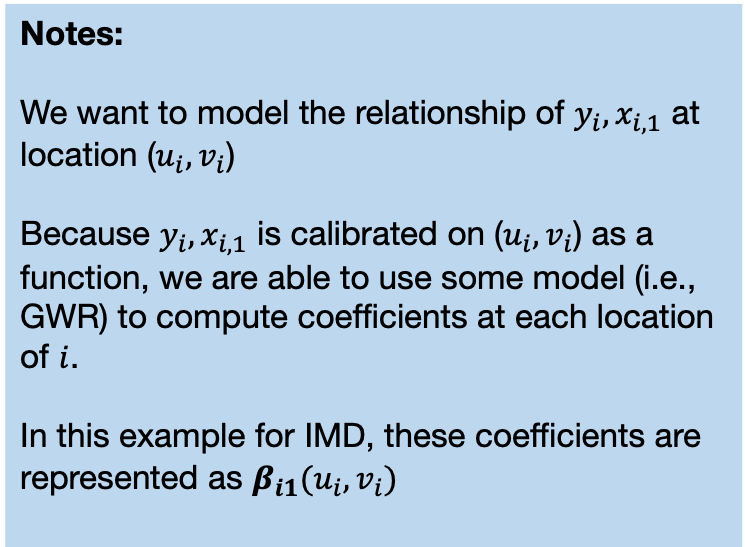 Notes:
We want to model the relationship of 𝑦ᵢ, 𝑥ᵢ,₁ at
location (𝑢ᵢ, 𝑣ᵢ)
Because 𝑦ᵢ, 𝑥ᵢ,₁ is calibrated on (𝑢ᵢ, 𝑣ᵢ) as a
function, we are able to use some model (i.e.,
GWR) to compute coefficients at each location
of 𝑖.
In this example for IMD, these coefficients are
represented as 𝜷ᵢ₁(𝑢ᵢ, 𝑣ᵢ)